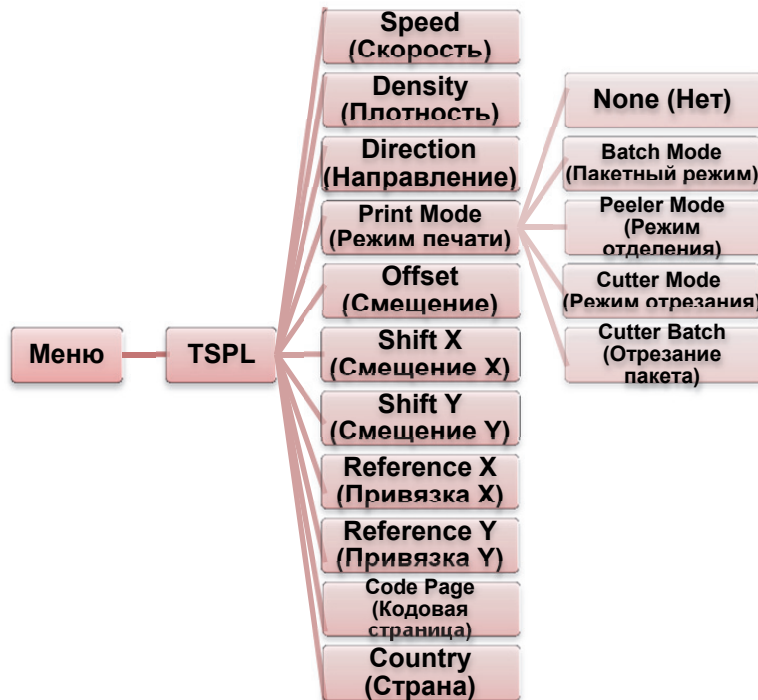 Меню
TSPL
Speed
(Скорость)
Density
(Плотность)
Direction
(Направление)
Print Mode
(Режим печати)
Offset
(Смещение)
Shift X
(Смещение X)
Shift Y
(Смещение Y)
Reference X
(Привязка X)
Reference Y
(Привязка Y)
Code Page
(Кодовая
страница)
Country
(Страна)
None (Нет)
Batch Mode
(Пакетный режим)
Peeler Mode
(Режим
отделения)
Cutter Mode
(Режим отрезания)
Cutter Batch
(Отрезание
пакета)